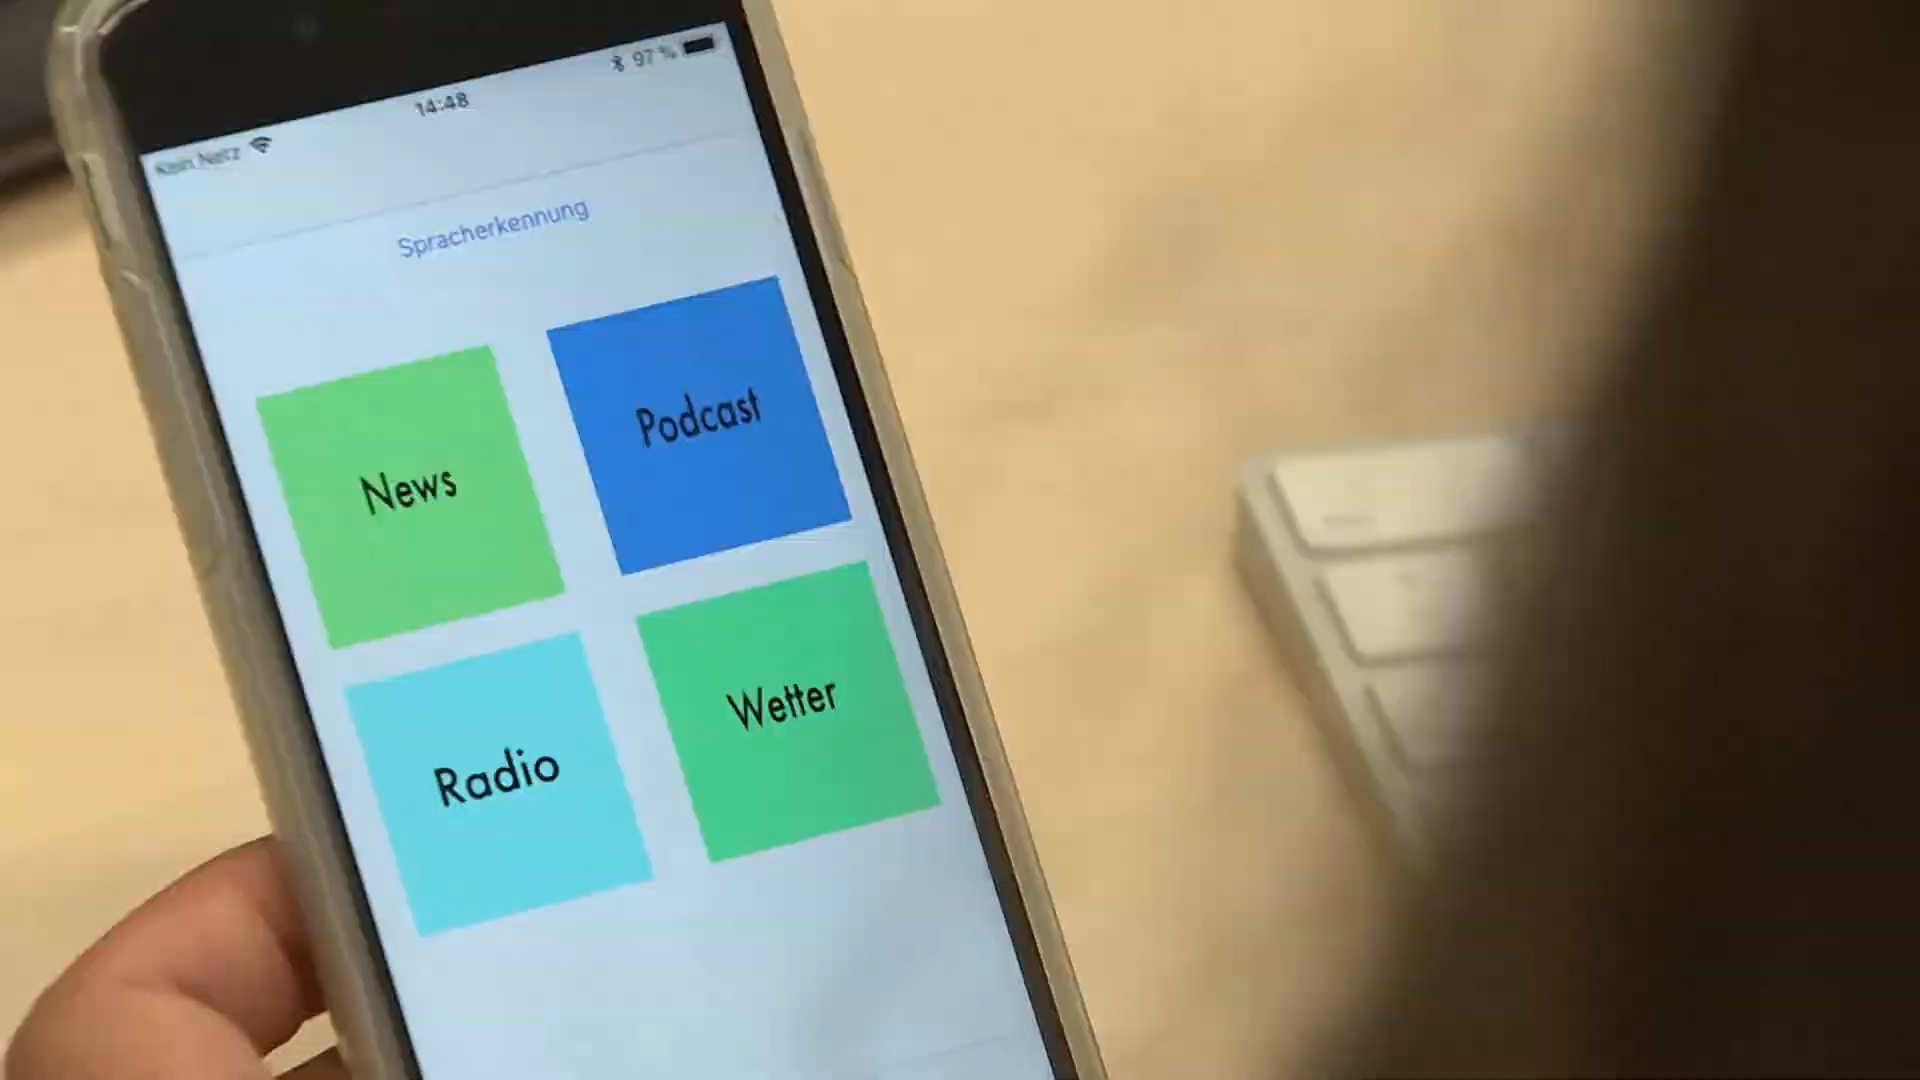 Kein Netz
14:48
97 %
Spracherkennung
News
Podcast
Radio
Wetter